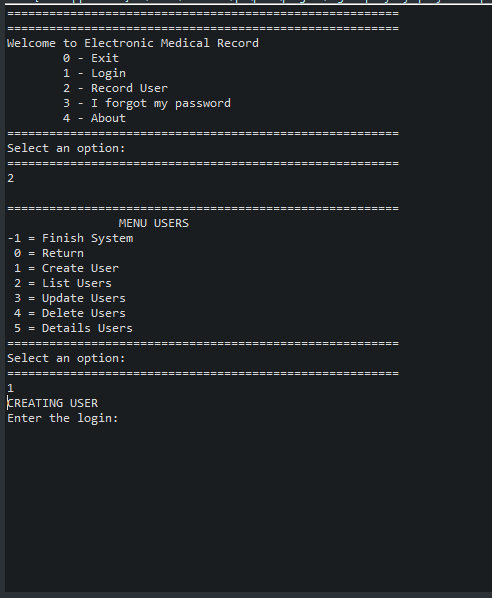 ========================================================
========================================================
Welcome to Electronic Medical Record
        0 - Exit
        1 - Login
        2 - Record User
        3 - I forgot my password
        4 - About
========================================================
Select an option:
========================================================
2

========================================================
                MENU USERS
-1 = Finish System
 0 = Return
 1 = Create User
 2 = List Users
 3 = Update Users
 4 = Delete Users
 5 = Details Users
========================================================
Select an option:
========================================================
1
CREATING USER
Enter the login: